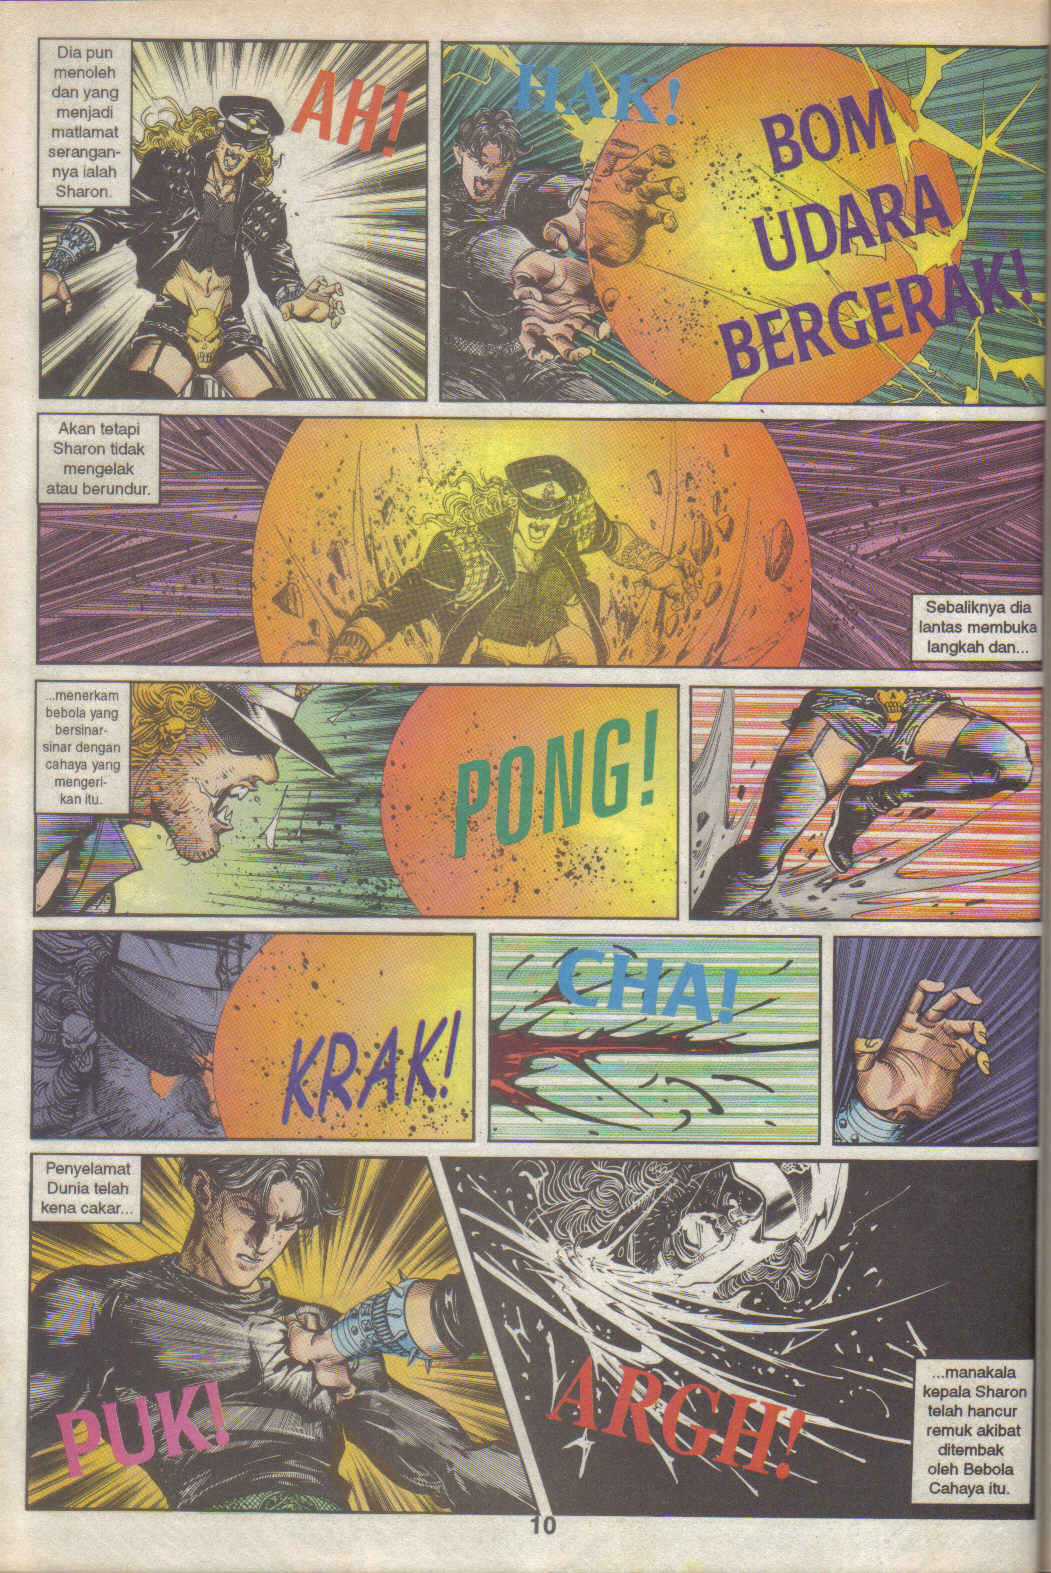 Dia pun
menoleh
dan yang
menjadi
matlamat
serangan-
nya ialah
Sharon.
AH!
HAK!
BOM
UDARA
BERGERAK!
Akan tetapi
Sharon tidak
mengelak
atau berundur.
Sebaliknya dia
lantas membuka
langkah dan...
...menerkam
bebola yang
bersinar-
sinar dengan
cahaya yang
mengeri-
kan itu.
PONG!
KRAK!
CHA!
Penyelamat
Dunia telah
kena cakar...
PUK!
ARGH!
...manakala
kepala Sharon
telah hancur
remuk akibat
ditembak
oleh Bebola
Cahaya itu.
10